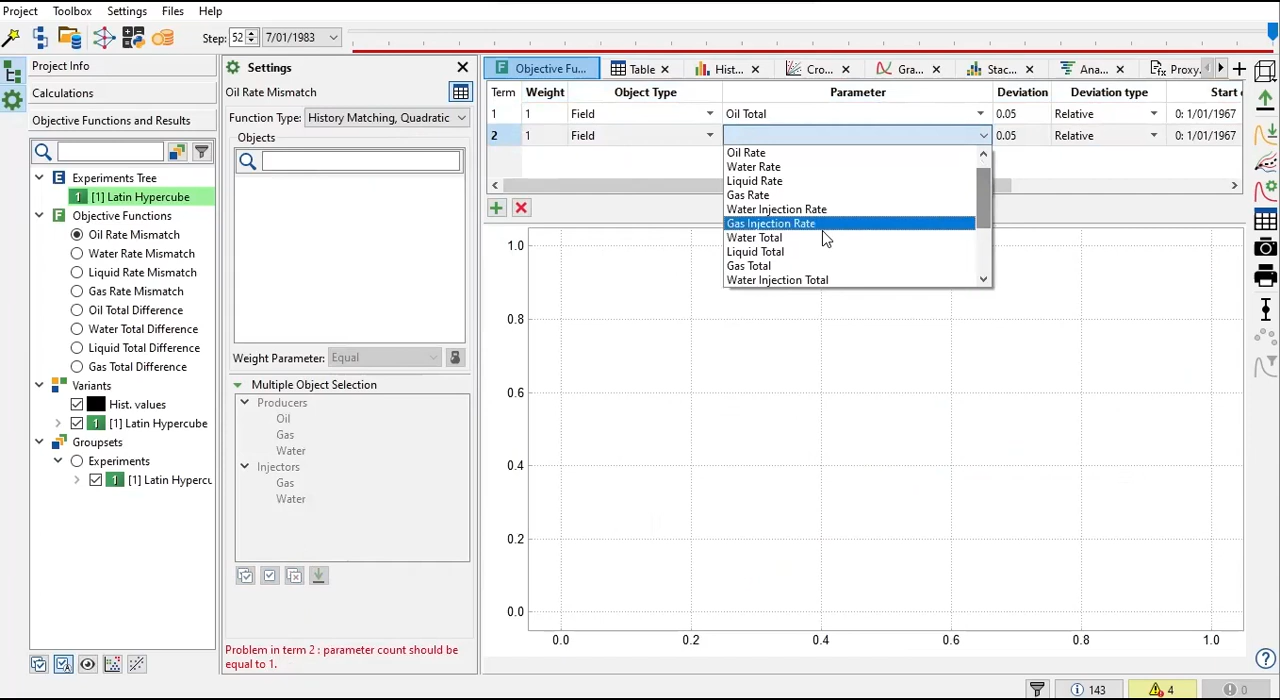 Project Toolbox Settings Files Help
Step: 52 7/01/1983
Project Info
Calculations
Objective Functions and Results
Experiments Tree
[1] Latin Hypercube
Objective Functions
Oil Rate Mismatch
Water Rate Mismatch
Liquid Rate Mismatch
Gas Rate Mismatch
Oil Total Difference
Water Total Difference
Liquid Total Difference
Gas Total Difference
Variants
Hist. values
1 [1] Latin Hypercube
Groupsets
Experiments
1 [1] Latin Hypercu
Settings
Oil Rate Mismatch
Function Type: History Matching, Quadratic
Objects
Weight Parameter: Equal
Multiple Object Selection
Producers
Oil
Gas
Water
Injectors
Gas
Water
Problem in term 2 : parameter count should be
equal to 1.
Objective Fu... Table Hist... Cro... Gra... Stac... Ana... Proxy.
Term Weight Object Type Parameter Deviation Deviation type Start
1 1 Field Oil Total 0.05 Relative 0: 1/01/1967
2 1 Field 0.05 Relative 0: 1/01/1967
Oil Rate
Water Rate
Liquid Rate
Gas Rate
Water Injection Rate
Gas Injection Rate
Water Total
Liquid Total
Gas Total
Water Injection Total
1.0
0.8
0.6
0.4
0.2
0.0
0.0 0.2 0.4 0.6 0.8 1.0
143 4 0